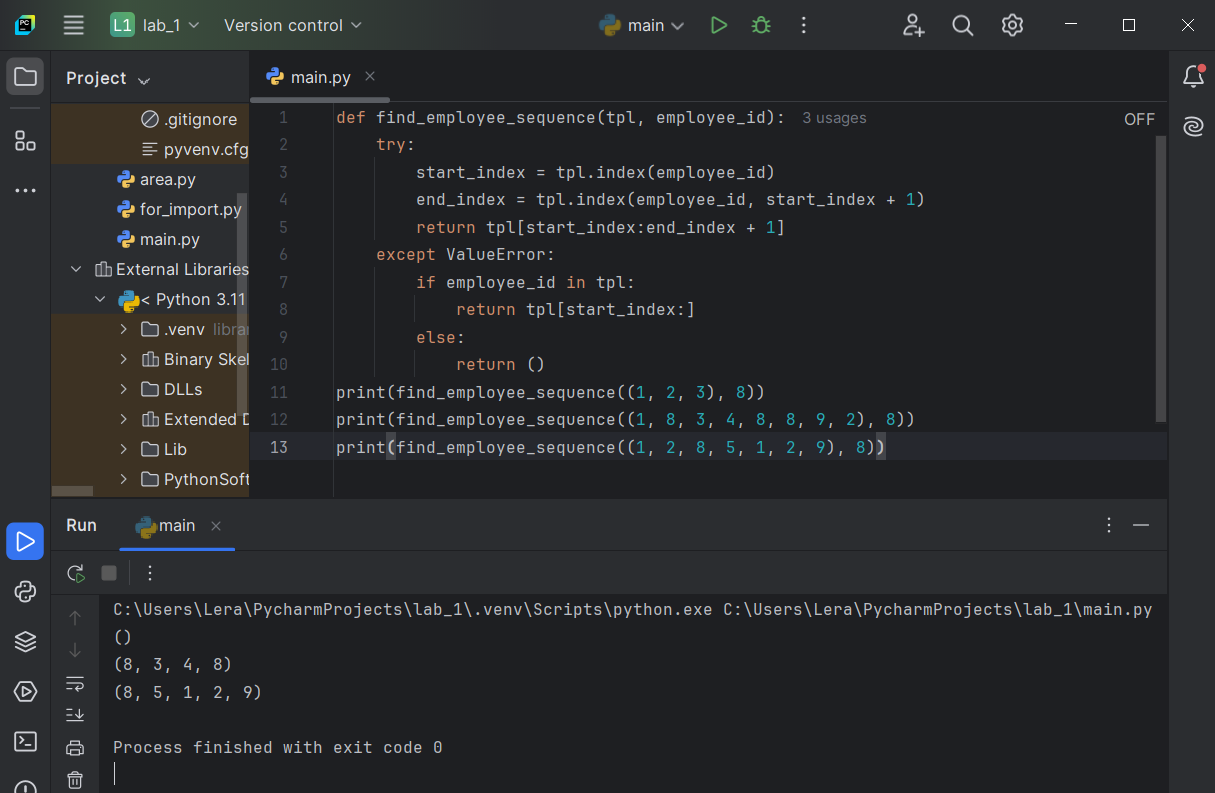 L1 lab_1 Version control main
Project
main.py
.gitignore
pyvenv.cfg
area.py
for_import.py
main.py
External Libraries
< Python 3.11
.venv
DLLs
Extended
Lib
1 def find_employee_sequence(tpl, employee_id): 3 usages OFF
2 try:
3 start_index = tpl.index(employee_id)
4 end_index = tpl.index(employee_id, start_index + 1)
5 return tpl[start_index:end_index + 1]
6 except ValueError:
7 if employee_id in tpl:
8 return tpl[start_index:]
9 else:
10 return ()
11 print(find_employee_sequence((1, 2, 3), 8))
12 print(find_employee_sequence((1, 8, 3, 4, 8, 8, 9, 2), 8))
13 print(find_employee_sequence((1, 2, 8, 5, 1, 2, 9), 8))
Binary
Run main
C:\Users\Lera\PycharmProjects\lab_1\.venv\Scripts\python.exe C:\Users\Lera\PycharmProjects\lab_1\main.py
()
(8, 3, 4, 8)
(8, 5, 1, 2, 9)
Process finished with exit code 0